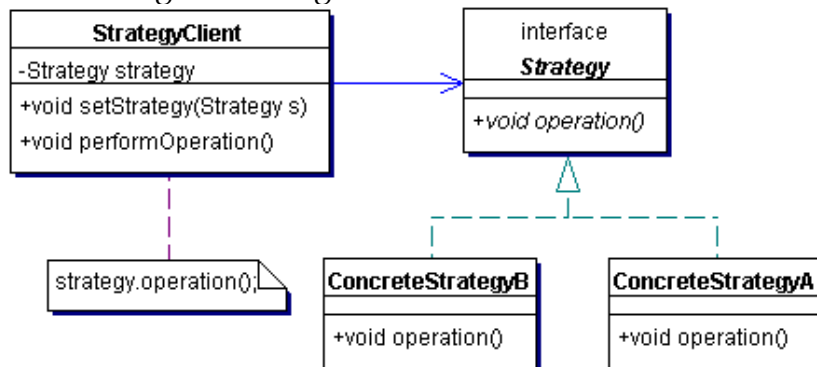 StrategyClient
-Strategy strategy
+void setStrategy(Strategy s)
+void performOperation()
interface
Strategy
+void operation()
strategy.operation();
ConcreteStrategyB
+void operation()
ConcreteStrategyA
+void operation()